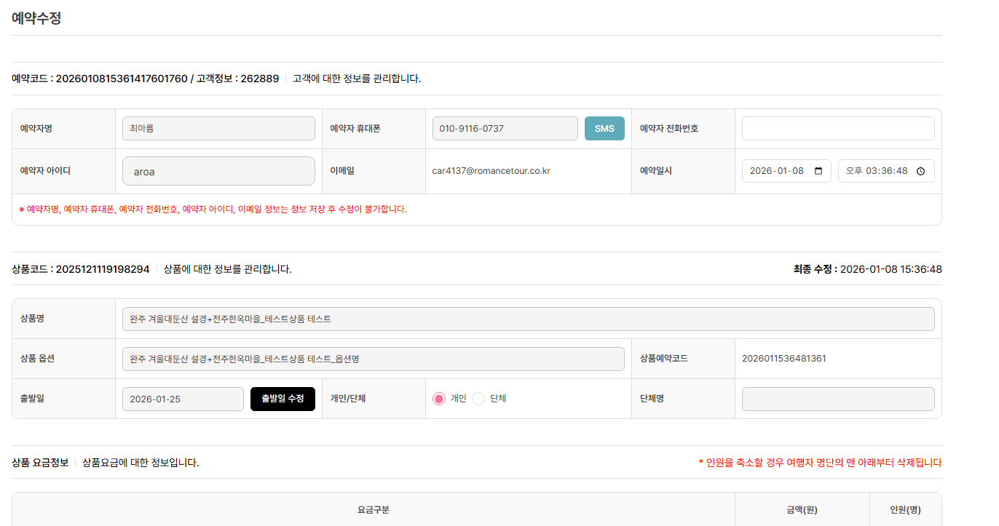 예약수정
예약코드 : 2026010815361417601760 / 고객정보 : 262889 고객에 대한 정보를 관리합니다.
예약자명 최아름 예약자 휴대폰 010-9116-0737 SMS 예약자 전화번호
예약자 아이디 aroa 이메일 car4137@romancetour.co.kr 예약일시 2026-01-08 오후 03:36:48
※ 예약자명, 예약자 휴대폰, 예약자 전화번호, 예약자 아이디, 이메일 정보는 정보 저장 후 수정이 불가합니다.
상품코드 : 2025121119198294 상품에 대한 정보를 관리합니다. 최종 수정 : 2026-01-08 15:36:48
상품명 완주 겨울대둔산 설경+전주한옥마을_테스트상품 테스트
상품 옵션 완주 겨울대둔산 설경+전주한옥마을_테스트상품 테스트_옵션명 상품예약코드 2026011536481361
출발일 2026-01-25 출발일 수정 개인/단체 개인 단체 단체명
상품 요금정보 상품요금에 대한 정보입니다. * 인원을 축소할 경우 여행자 명단의 맨 아래부터 삭제됩니다
요금구분 금액(원) 인원(명)